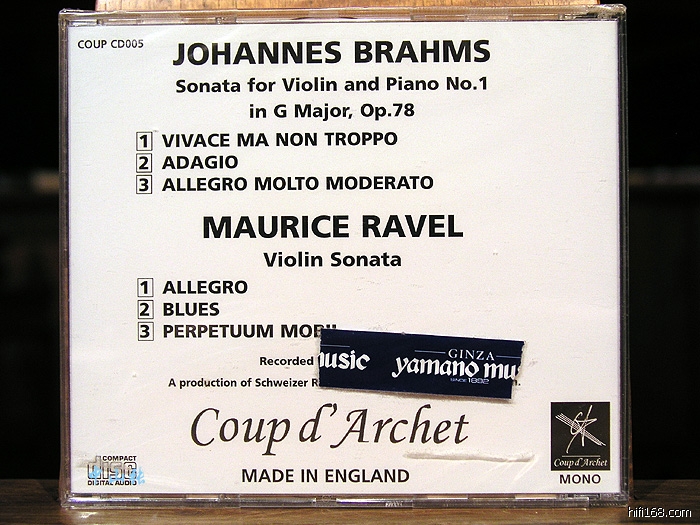 COUP CD005
JOHANNES BRAHMS
Sonata for Violin and Piano No.1
in G Major, Op.78
1 VIVACE MA NON TROPPO
2 ADAGIO
3 ALLEGRO MOLTO MODERATO
MAURICE RAVEL
Violin Sonata
1 ALLEGRO
2 BLUES
3 PERPETUUM
Recorded
A production of Schweizer
GINZA
yamano
SINCE 1892
Coup d'Archet
MADE IN ENGLAND
COMPACT
disc
DIGITAL AUDIO
Coup d'Archet
MONO
hifi168.com